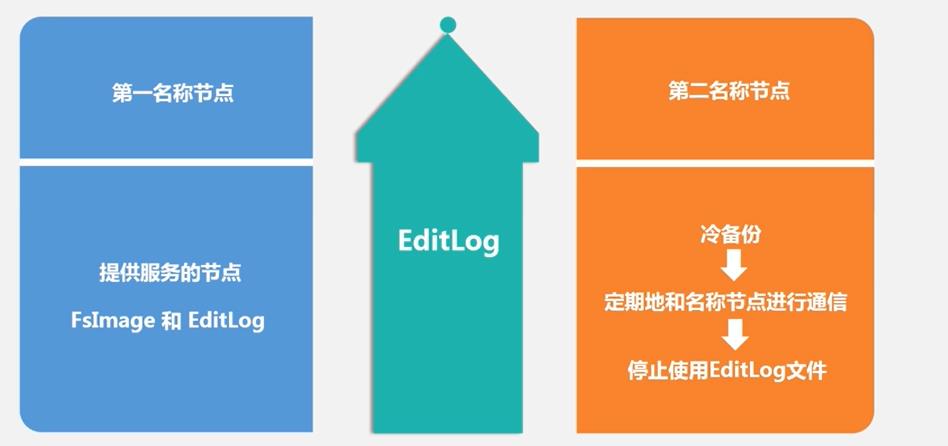 第一名称节点
提供服务的节点
FsImage 和 EditLog
EditLog
第二名称节点
冷备份
定期地和名称节点进行通信
停止使用EditLog文件